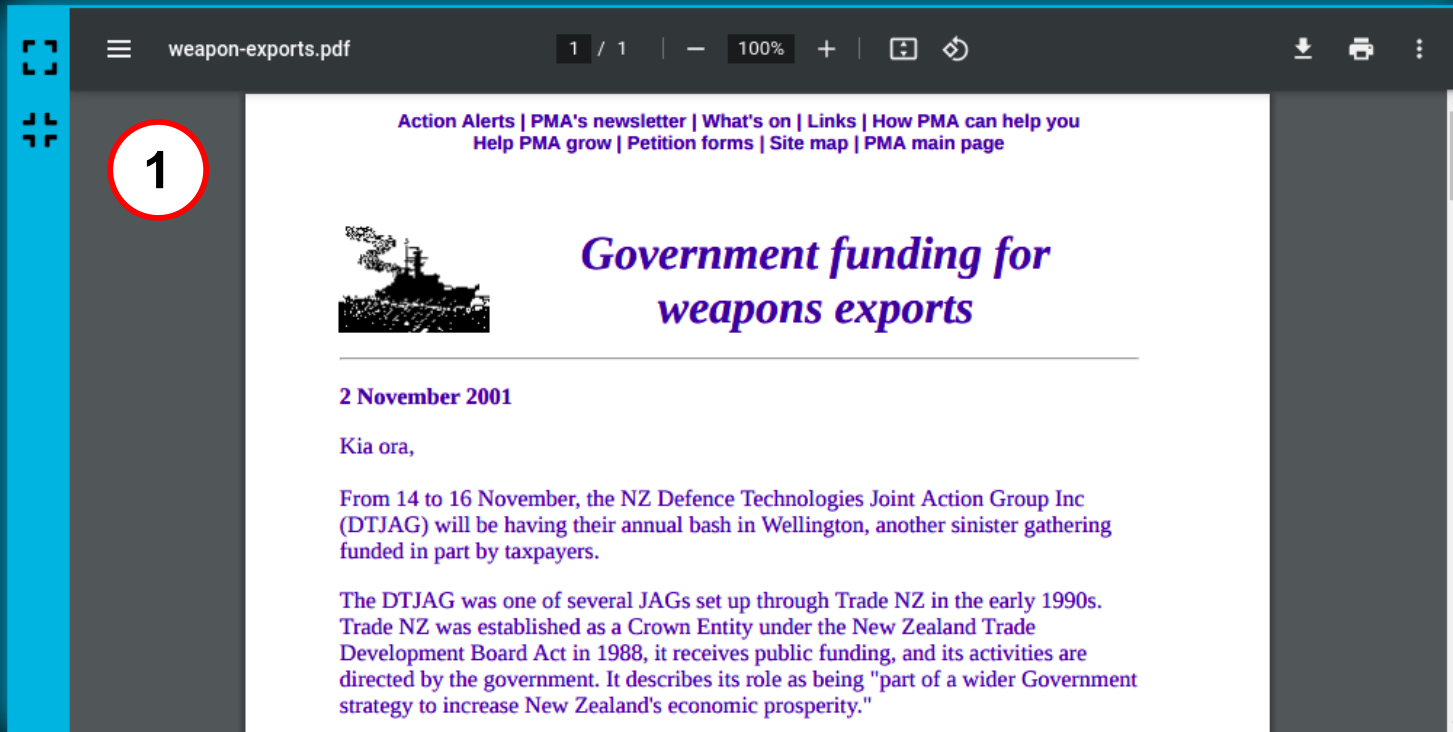 weapon-exports.pdf
1 / 1
100%
1
Action Alerts | PMA's newsletter | What's on | Links | How PMA can help you
Help PMA grow | Petition forms | Site map | PMA main page
Government funding for
weapons exports
2 November 2001
Kia ora,
From 14 to 16 November, the NZ Defence Technologies Joint Action Group Inc
(DTJAG) will be having their annual bash in Wellington, another sinister gathering
funded in part by taxpayers.
The DTJAG was one of several JAGs set up through Trade NZ in the early 1990s.
Trade NZ was established as a Crown Entity under the New Zealand Trade
Development Board Act in 1988, it receives public funding, and its activities are
directed by the government. It describes its role as being "part of a wider Government
strategy to increase New Zealand's economic prosperity."